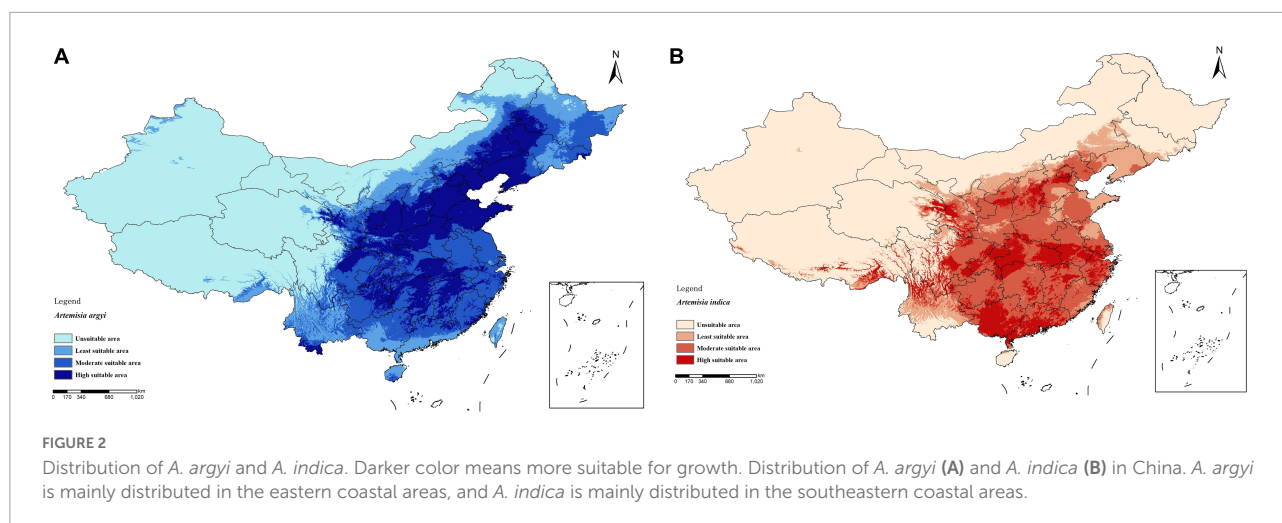 A
N
Legend
Artemisia argyi
Unsuitable area
Least suitable area
Moderate suitable area
High suitable area
0 170 340 680 1,020 km
B
N
Legend
Artemisia indica
Unsuitable area
Least suitable area
Moderate suitable area
High suitable area
0 170 340 680 1,020 km
FIGURE 2
Distribution of A. argyi and A. indica. Darker color means more suitable for growth. Distribution of A. argyi (A) and A. indica (B) in China. A. argyi
is mainly distributed in the eastern coastal areas, and A. indica is mainly distributed in the southeastern coastal areas.